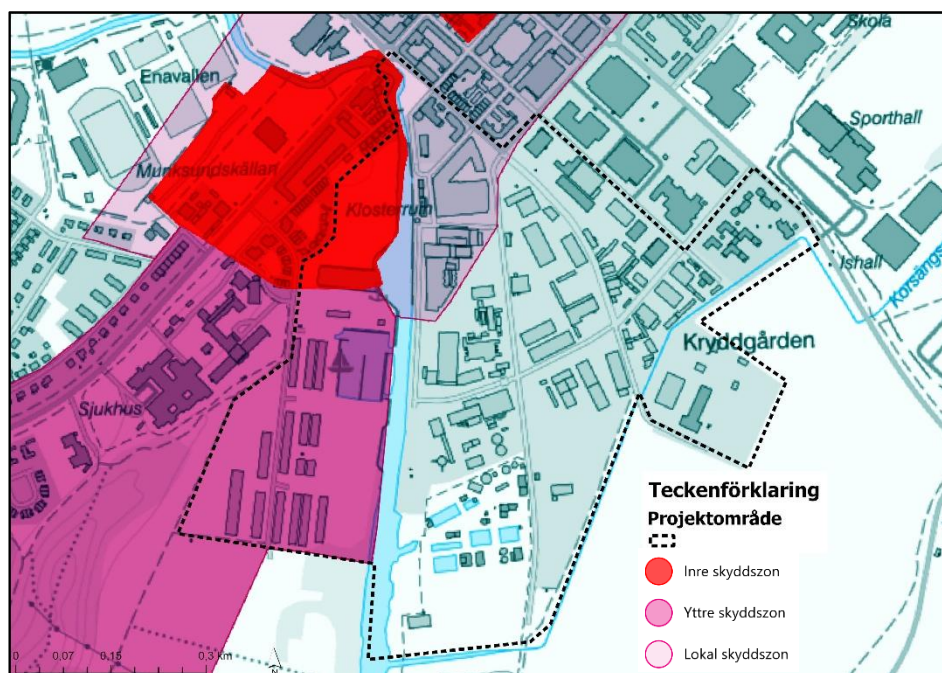 Skola
Enavallen
Sporthall
Munksundskällan
Klosterrum
Ishall
Korsängs
Kryddgården
Sjukhus
Teckenförklaring
Projektområde
Inre skyddszon
Yttre skyddszon
Lokal skyddszon
0 0,07 0,15 0,3 km